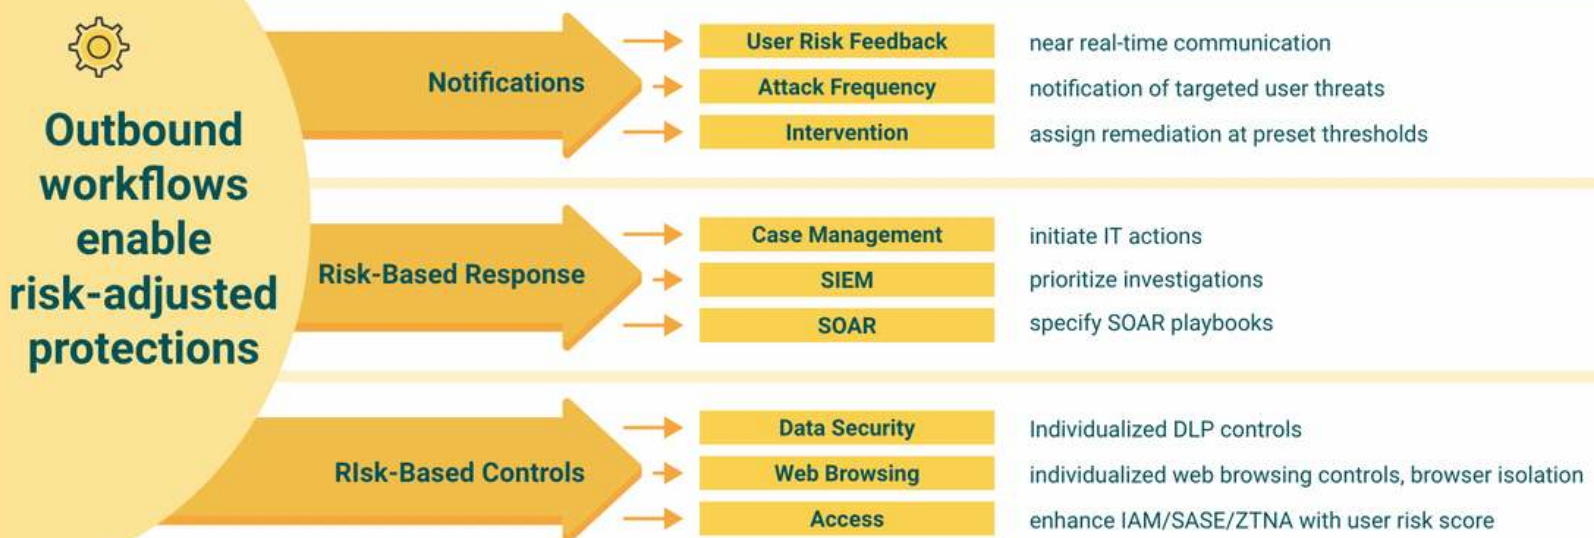 Outbound
workflows
enable
risk-adjusted
protections
Notifications
User Risk Feedback
near real-time communication
Attack Frequency
notification of targeted user threats
Intervention
assign remediation at preset thresholds
Risk-Based Response
Case Management
initiate IT actions
SIEM
prioritize investigations
SOAR
specify SOAR playbooks
RIsk-Based Controls
Data Security
Individualized DLP controls
Web Browsing
individualized web browsing controls, browser isolation
Access
enhance IAM/SASE/ZTNA with user risk score